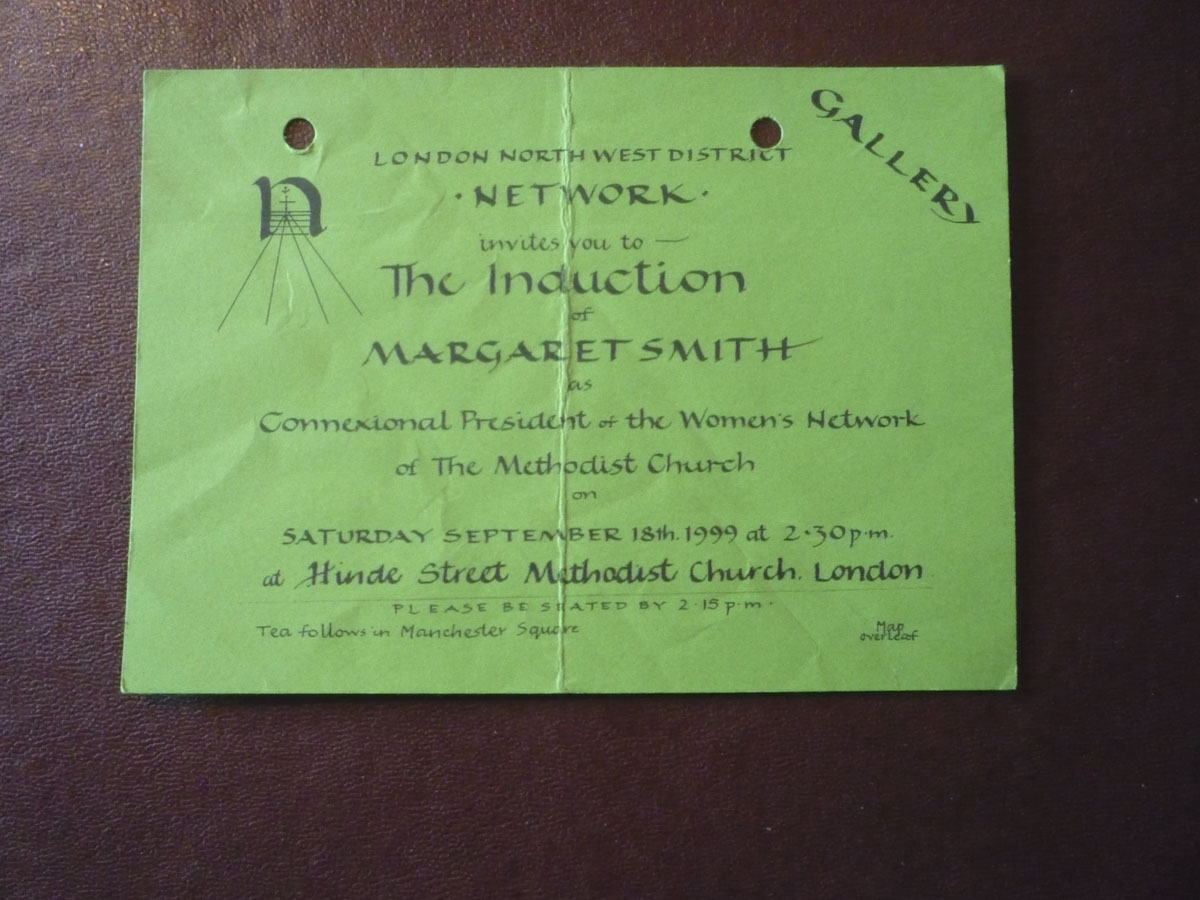 GALLERY
LONDON NORTH WEST DISTRICT
· NETWORK ·
n
invites you to —
The Induction
of
MARGARET SMITH
as
Connexional President of the Women's Network
of The Methodist Church
on
SATURDAY SEPTEMBER 18th. 1999 at 2·30p·m.
at Hinde Street Methodist Church. London
PLEASE BE SEATED BY 2·15p·m·
Tea follows in Manchester Square
Map
overleaf